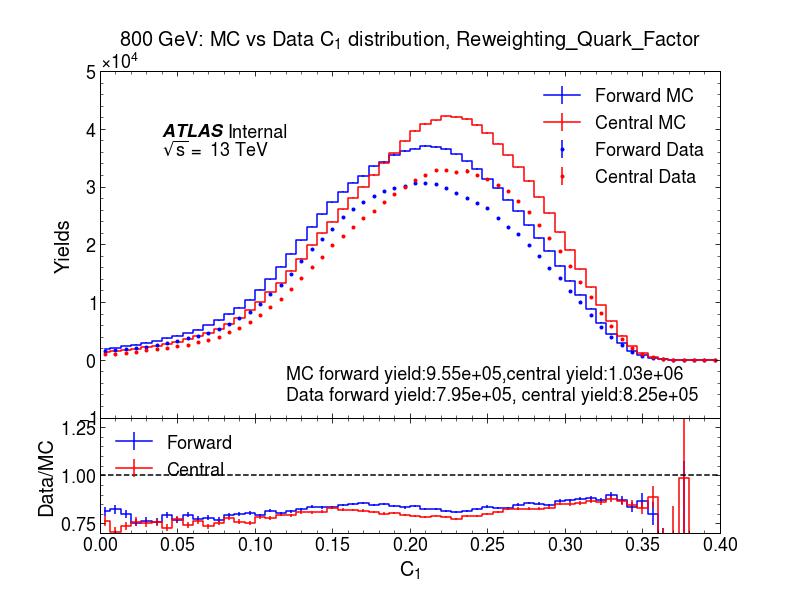 800 GeV: MC vs Data C₁ distribution, Reweighting_Quark_Factor
×10⁴
5
4
3
2
1
0
−1
Yields
ATLAS Internal
√s = 13 TeV
Forward MC
Central MC
Forward Data
Central Data
MC forward yield:9.55e+05,central yield:1.03e+06
Data forward yield:7.95e+05, central yield:8.25e+05
1.25
1.00
0.75
Data/MC
Forward
Central
0.00 0.05 0.10 0.15 0.20 0.25 0.30 0.35 0.40
C₁